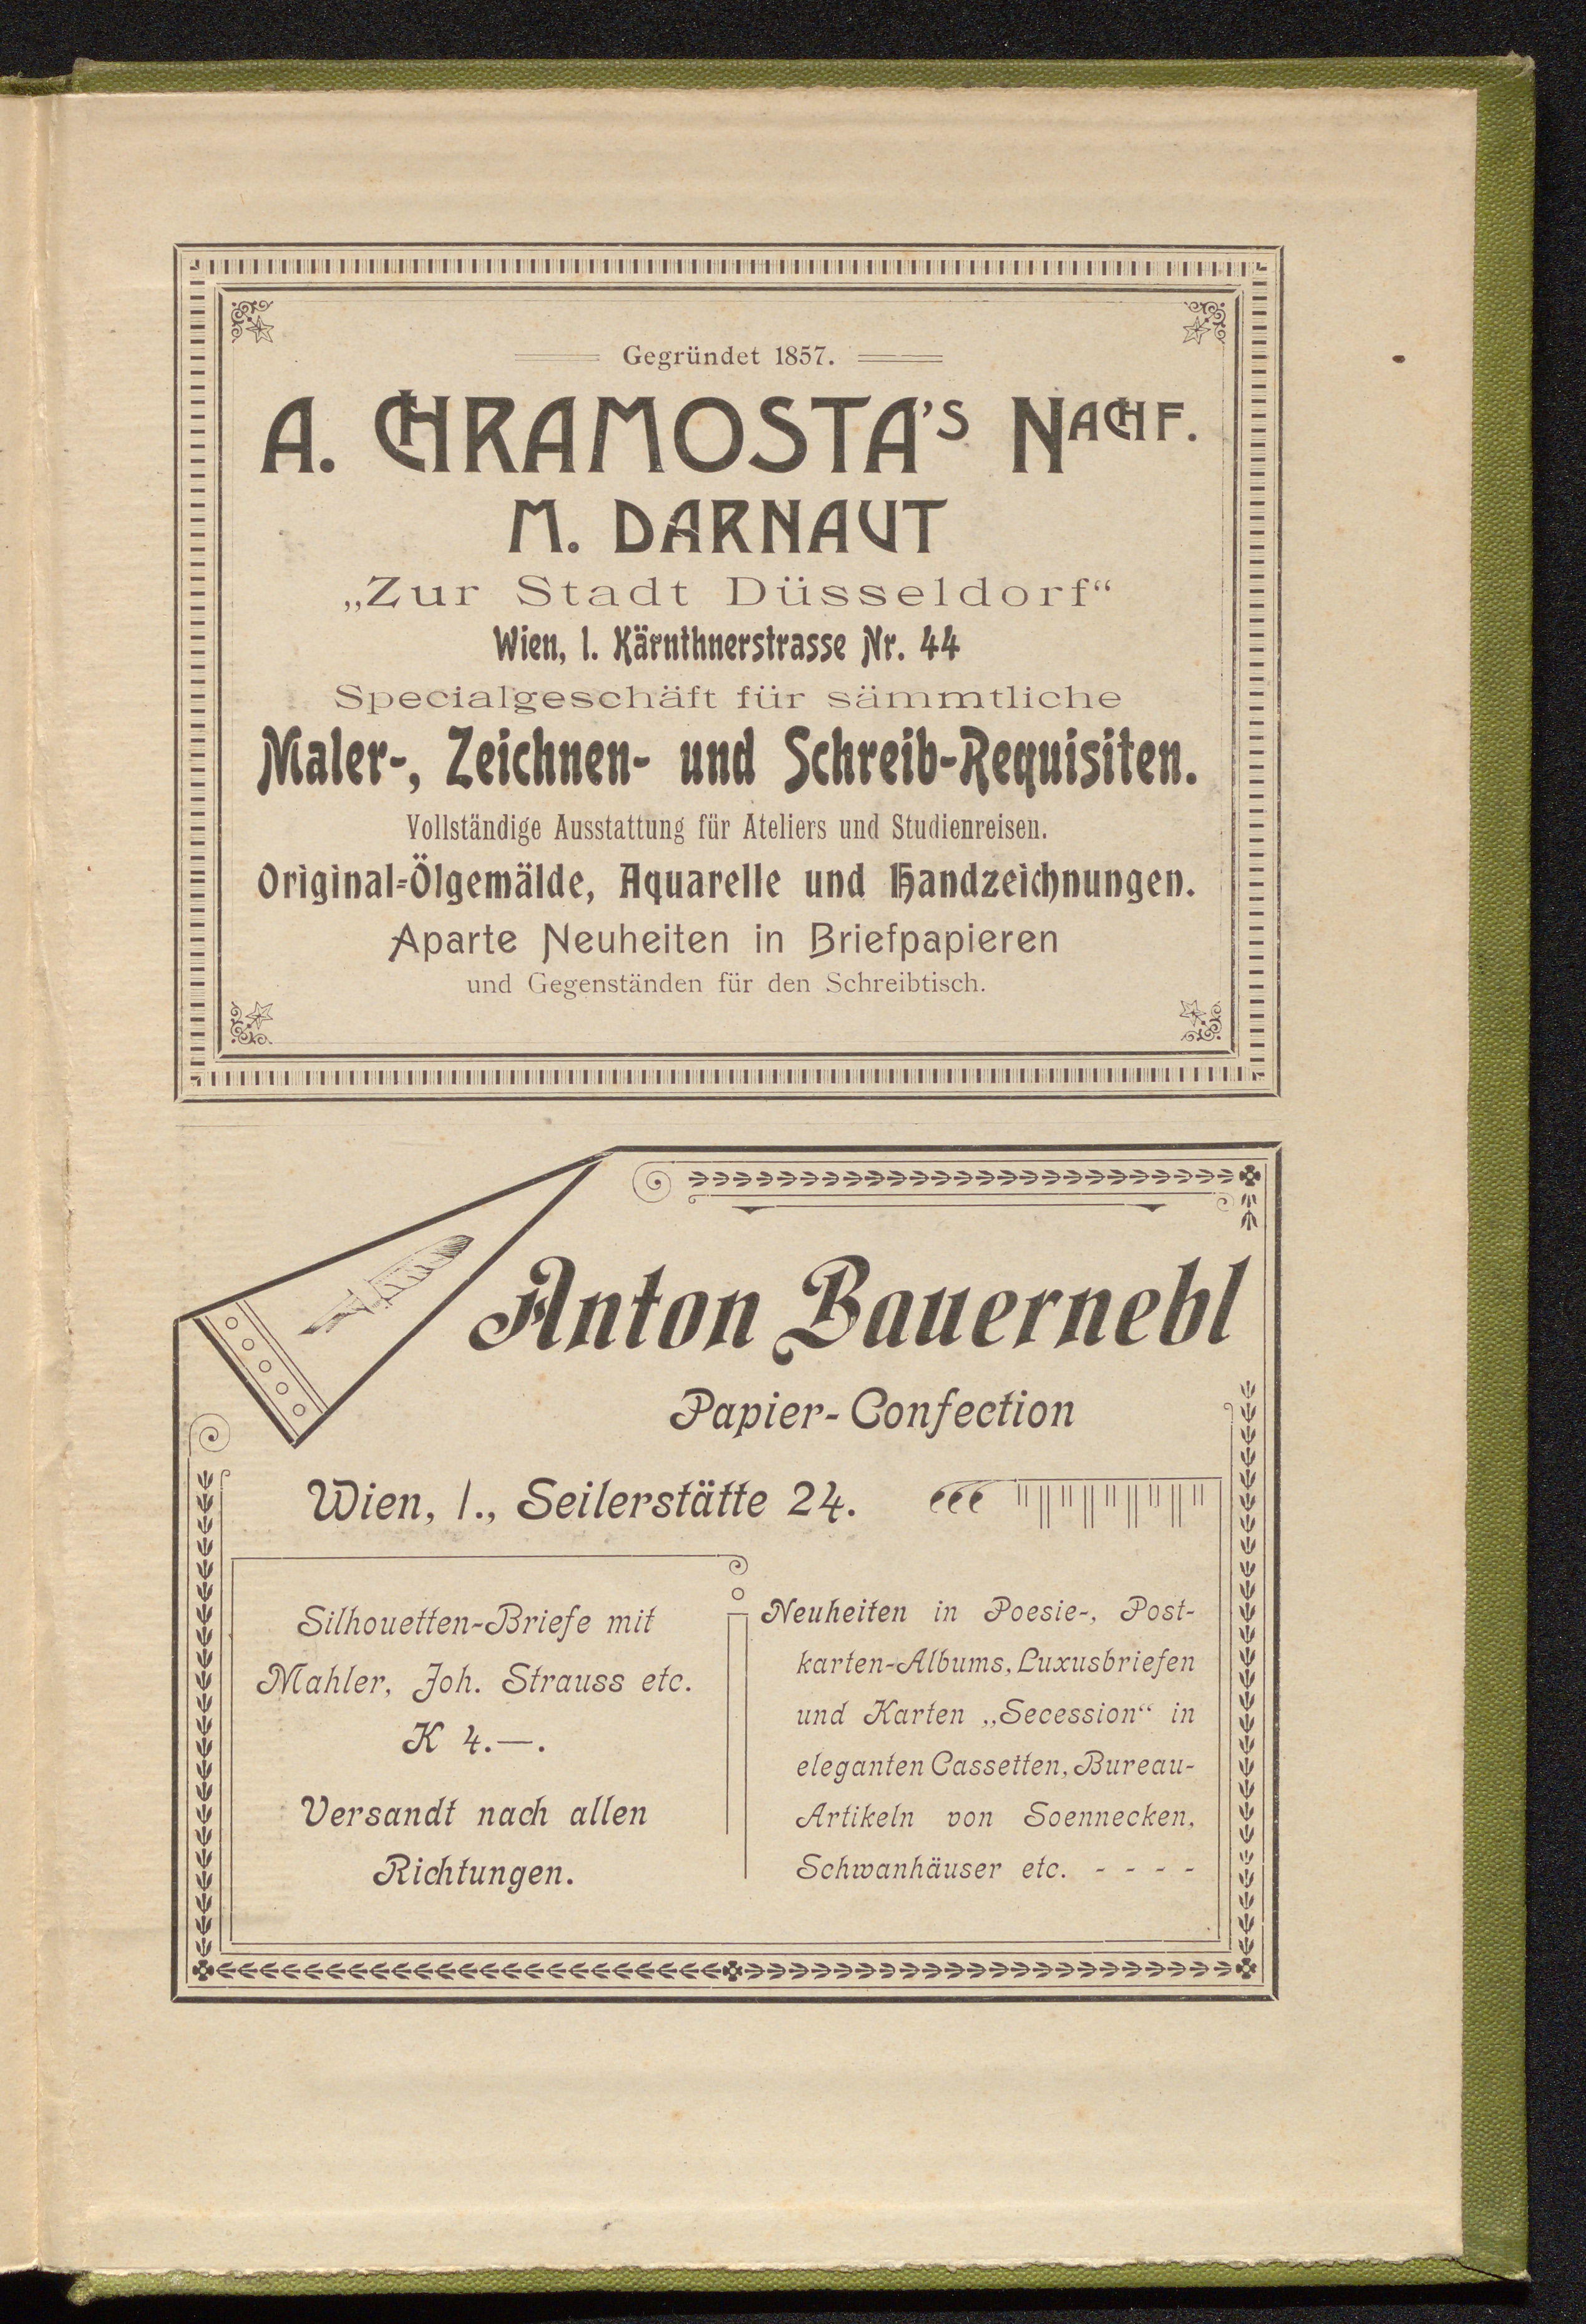 Gegründet 1857.
A. CHRAMOSTA'S NACHF.
M. DARNAUT
„Zur Stadt Düsseldorf“
Wien, I. Kärnthnerstrasse Nr. 44
Specialgeschäft für sämmtliche
Maler-, Zeichnen- und Schreib-Requisiten.
Vollständige Ausstattung für Ateliers und Studienreisen.
Original-Ölgemälde, Aquarelle und Handzeichnungen.
Aparte Neuheiten in Briefpapieren
und Gegenständen für den Schreibtisch.
Anton Bauernebl
Papier-Confection
Wien, I., Seilerstätte 24.
Silhouetten-Briefe mit
Mahler, Joh. Strauss etc.
K 4.—.
Versandt nach allen
Richtungen.
Neuheiten in Poesie-, Post-
karten-Albums, Luxusbriefen
und Karten „Secession“ in
eleganten Cassetten, Bureau-
Artikeln von Soennecken,
Schwanhäuser etc. - - - -